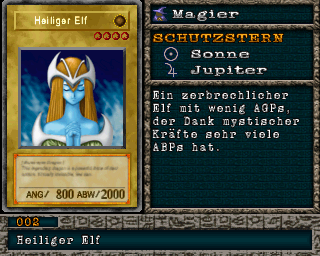 Heiliger Elf
ANG/ 800 ABW/2000
Magier
SCHUTZSTERN
Sonne
Jupiter
Ein zerbrechlicher
Elf mit wenig AGPs,
der Dank mystischer
Kräfte sehr viele
ABPs hat.
002
Heiliger Elf